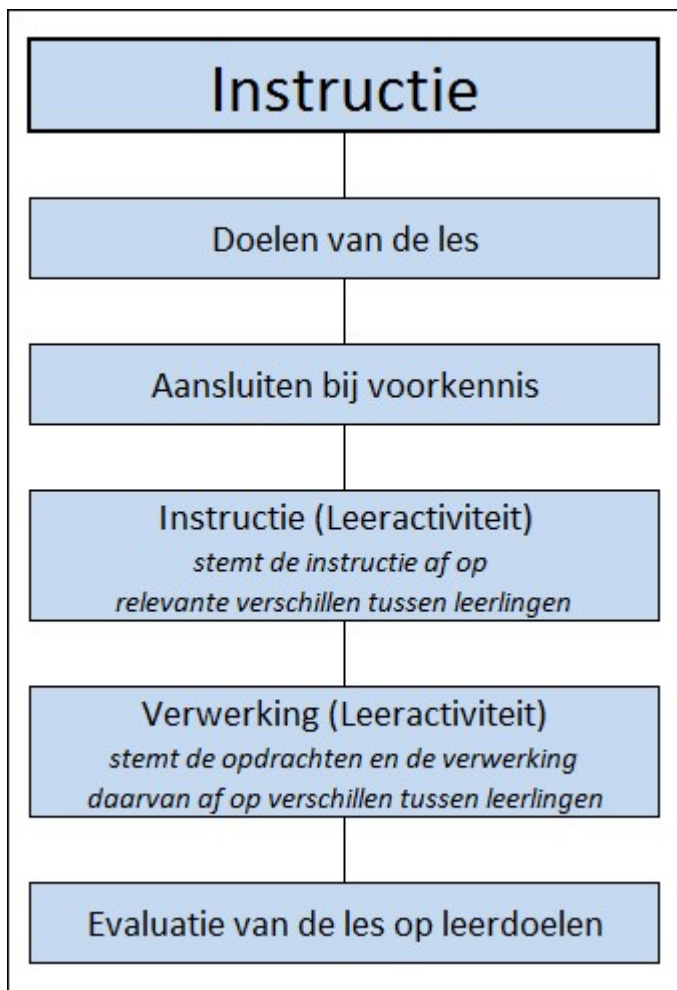 Instructie
Doelen van de les
Aansluiten bij voorkennis
Instructie (Leeractiviteit)
stemt de instructie af op
relevante verschillen tussen leerlingen
Verwerking (Leeractiviteit)
stemt de opdrachten en de verwerking
daarvan af op verschillen tussen leerlingen
Evaluatie van de les op leerdoelen